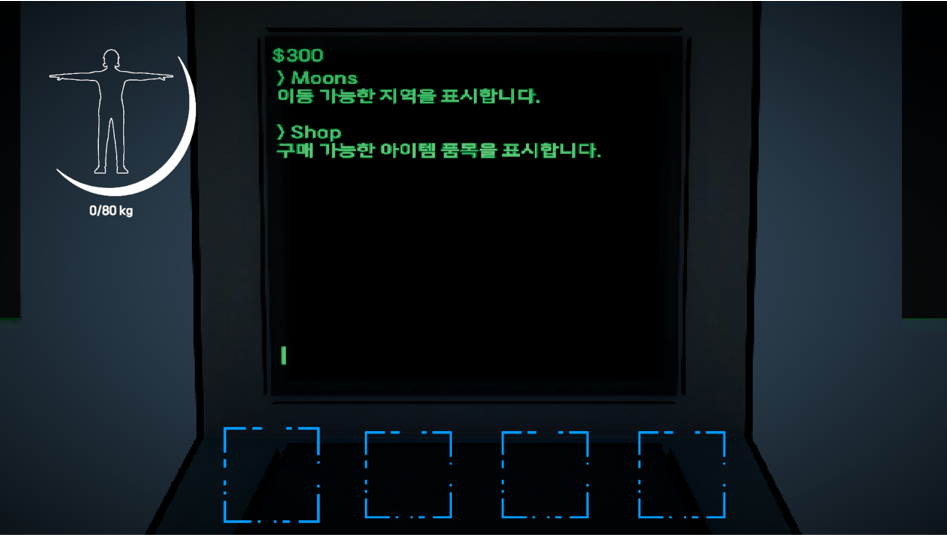 $300
> Moons
이동 가능한 지역을 표시합니다.
> Shop
구매 가능한 아이템 품목을 표시합니다.
0/80 kg